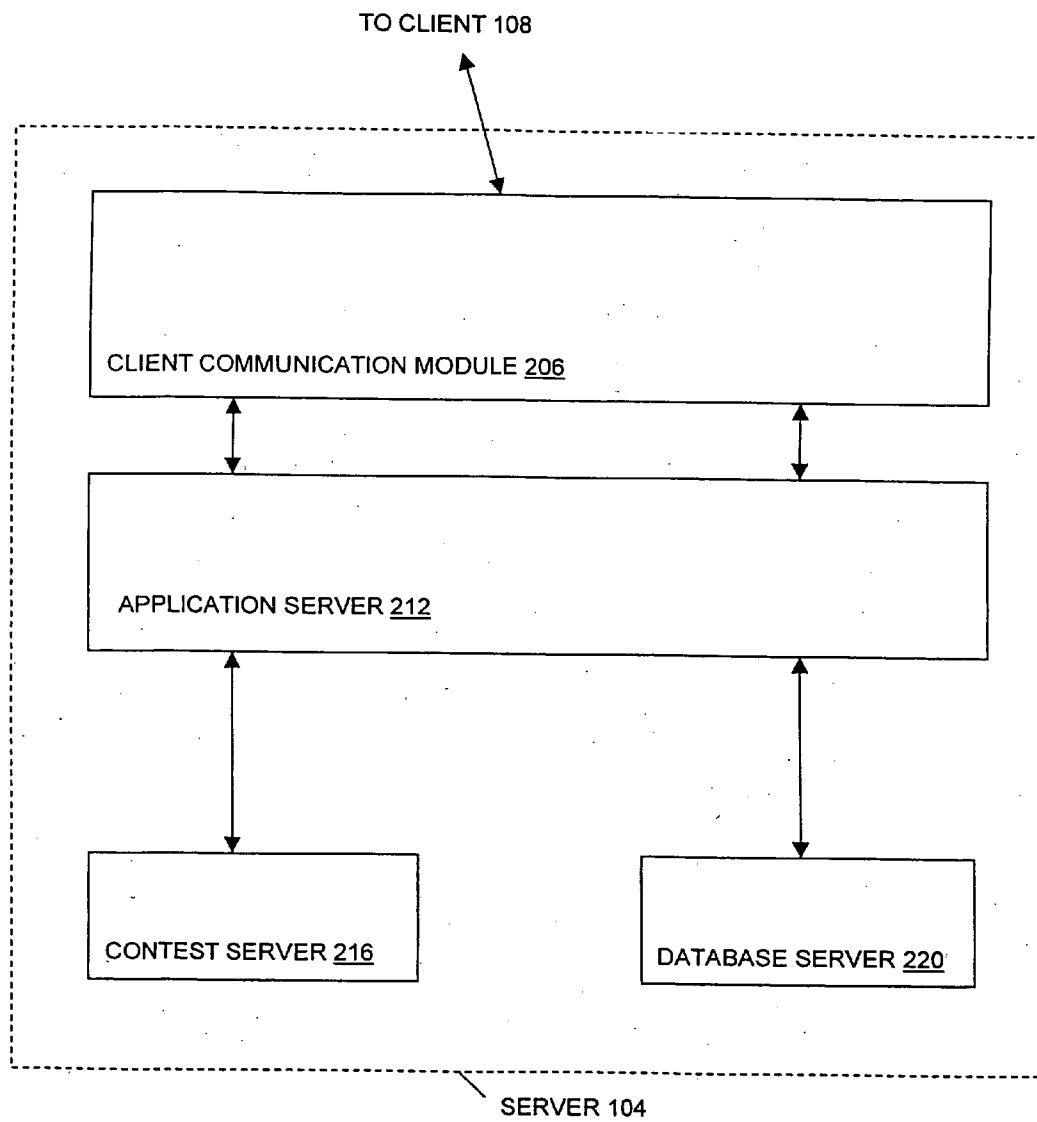 TO CLIENT 108
CLIENT COMMUNICATION MODULE 206
APPLICATION SERVER 212
CONTEST SERVER 216
DATABASE SERVER 220
SERVER 104